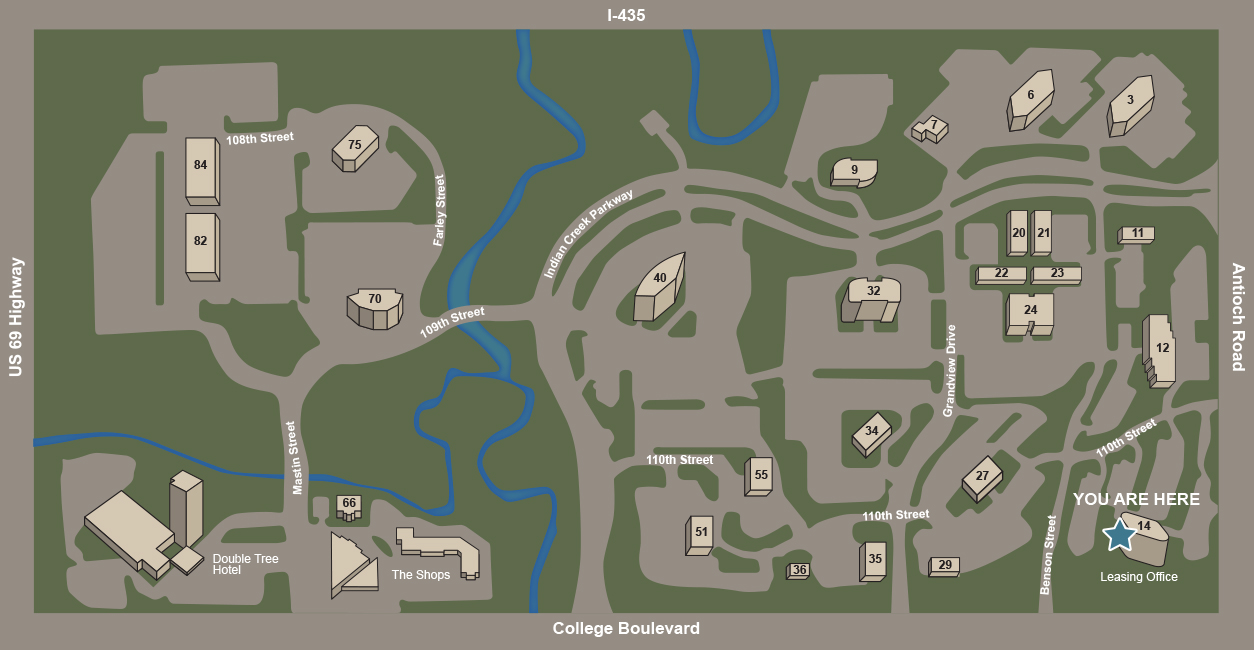 I-435
6
3
7
108th Street
75
84
9
Farley Street
Indian Creek Parkway
82
20
21
11
40
22
23
70
32
24
109th Street
US 69 Highway
Antioch Road
12
Grandview Drive
34
110th Street
Mastin Street
110th Street
55
27
YOU ARE HERE
66
110th Street
14
51
Benson Street
Double Tree
Hotel
The Shops
36
35
29
Leasing Office
College Boulevard